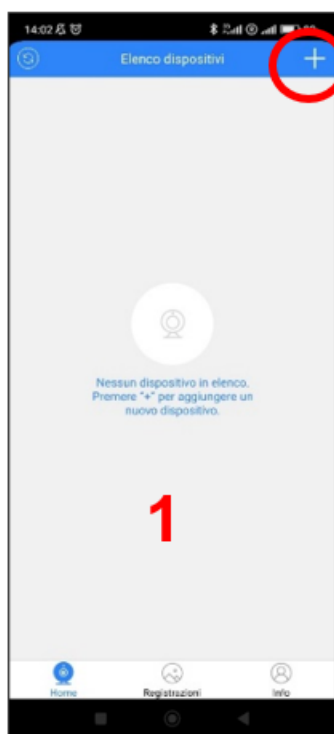 14:02
Elenco dispositivi
Nessun dispositivo in elenco.
Premere "+" per aggiungere un
nuovo dispositivo.
1
Home Registrazioni Info